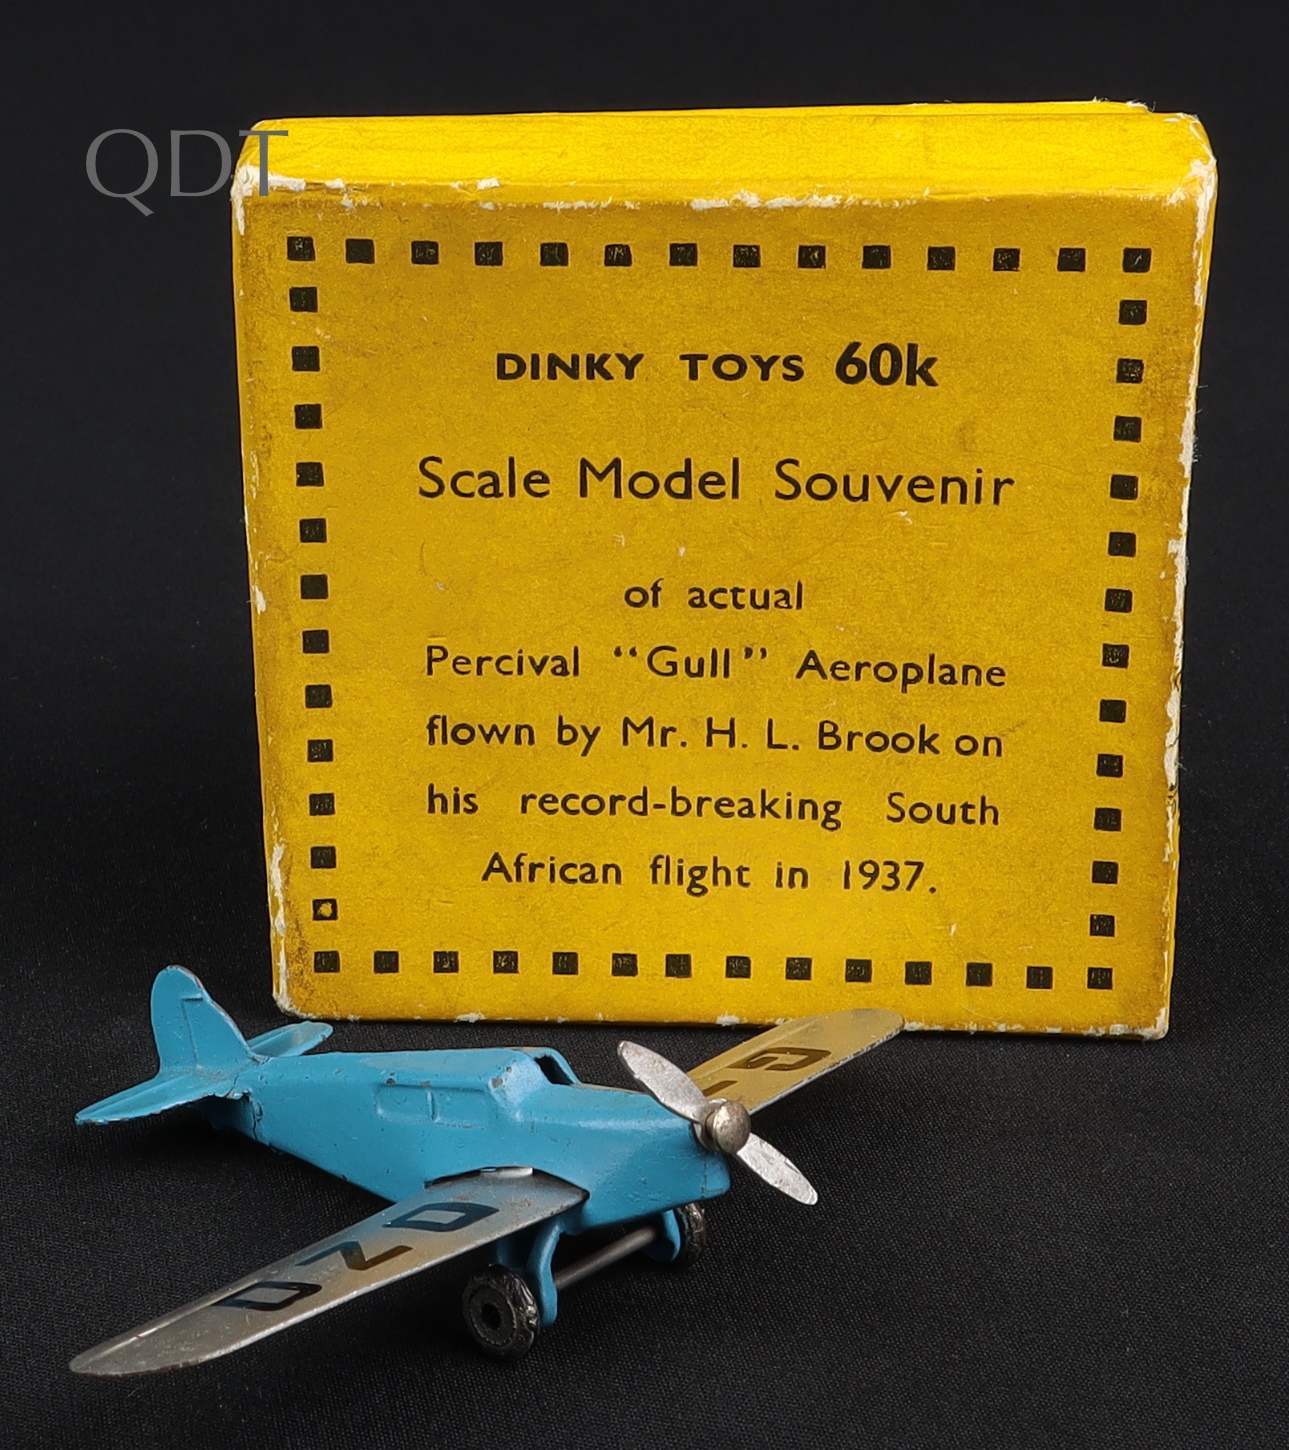 QDT
DINKY TOYS 60k
Scale Model Souvenir
of actual
Percival “Gull” Aeroplane
flown by Mr. H. L. Brook on
his record-breaking South
African flight in 1937.
G
DZD